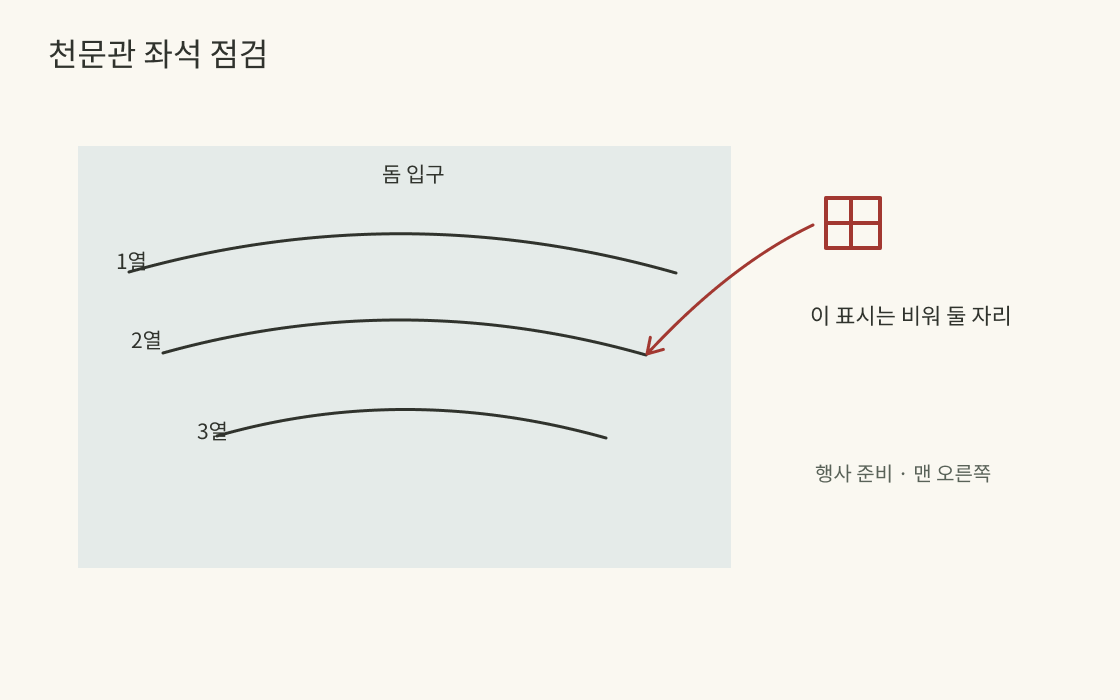 천문관 좌석 점검
돔 입구
1열
2열
이 표시는 비워 둘 자리
3열
행사 준비 · 맨 오른쪽